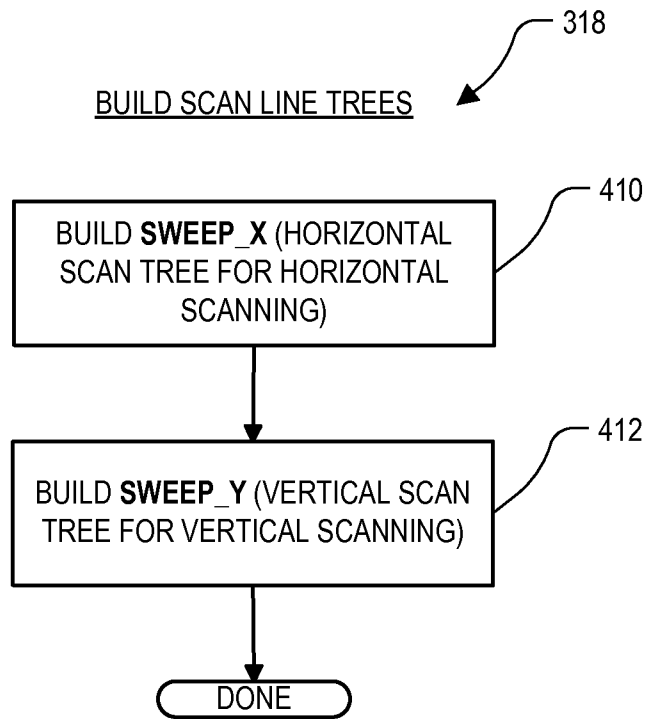 318
BUILD SCAN LINE TREES
410
BUILD SWEEP_X (HORIZONTAL
SCAN TREE FOR HORIZONTAL
SCANNING)
412
BUILD SWEEP_Y (VERTICAL SCAN
TREE FOR VERTICAL SCANNING)
DONE